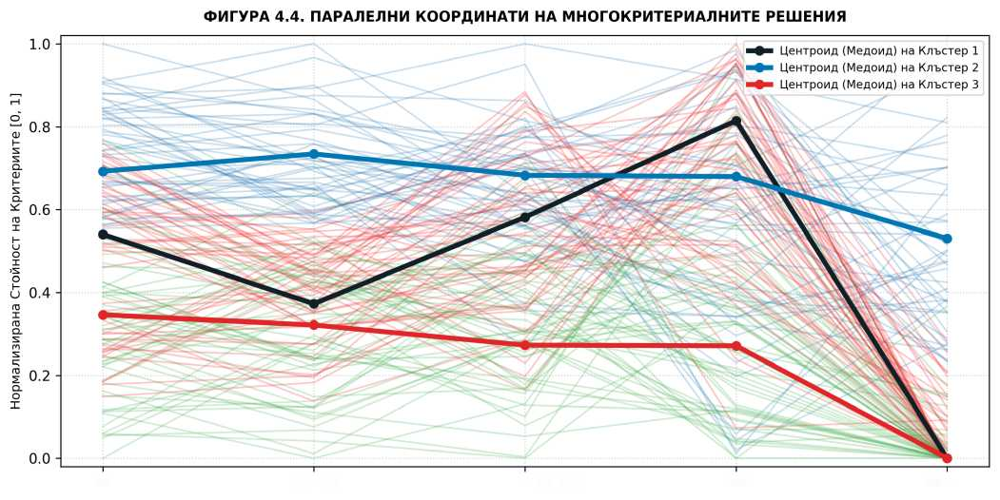 ФИГУРА 4.4. ПАРАЛЕЛНИ КООРДИНАТИ НА МНОГОКРИТЕРИАЛНИТЕ РЕШЕНИЯ
Нормализирана Стойност на Критериите [0, 1]
1.0
0.8
0.6
0.4
0.2
0.0
Центроид (Медоид) на Клъстер 1
Центроид (Медоид) на Клъстер 2
Центроид (Медоид) на Клъстер 3